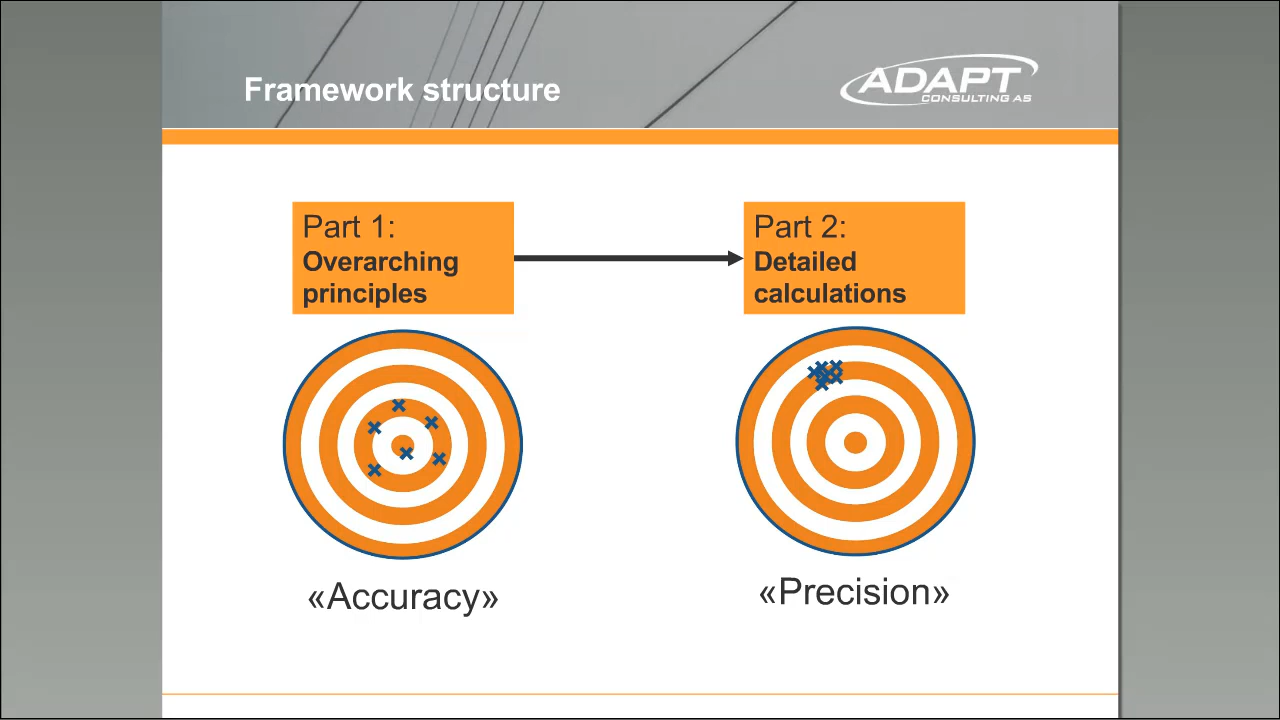 Framework structure
ADAPT
CONSULTING AS
Part 1:
Overarching
principles
Part 2:
Detailed
calculations
«Accuracy»
«Precision»